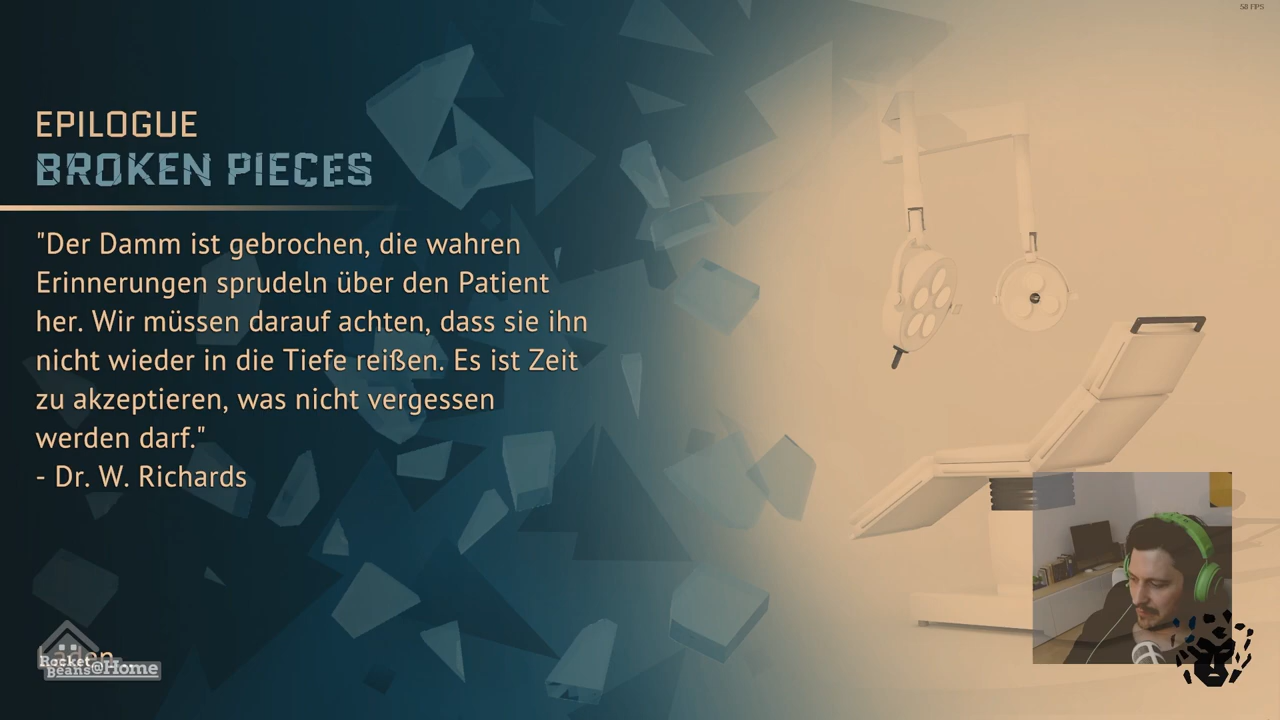 58 FPS
EPILOGUE
BROKEN PIECES
"Der Damm ist gebrochen, die wahren
Erinnerungen sprudeln über den Patient
her. Wir müssen darauf achten, dass sie ihn
nicht wieder in die Tiefe reißen. Es ist Zeit
zu akzeptieren, was nicht vergessen
werden darf."
- Dr. W. Richards
Rocket
Beans@Home